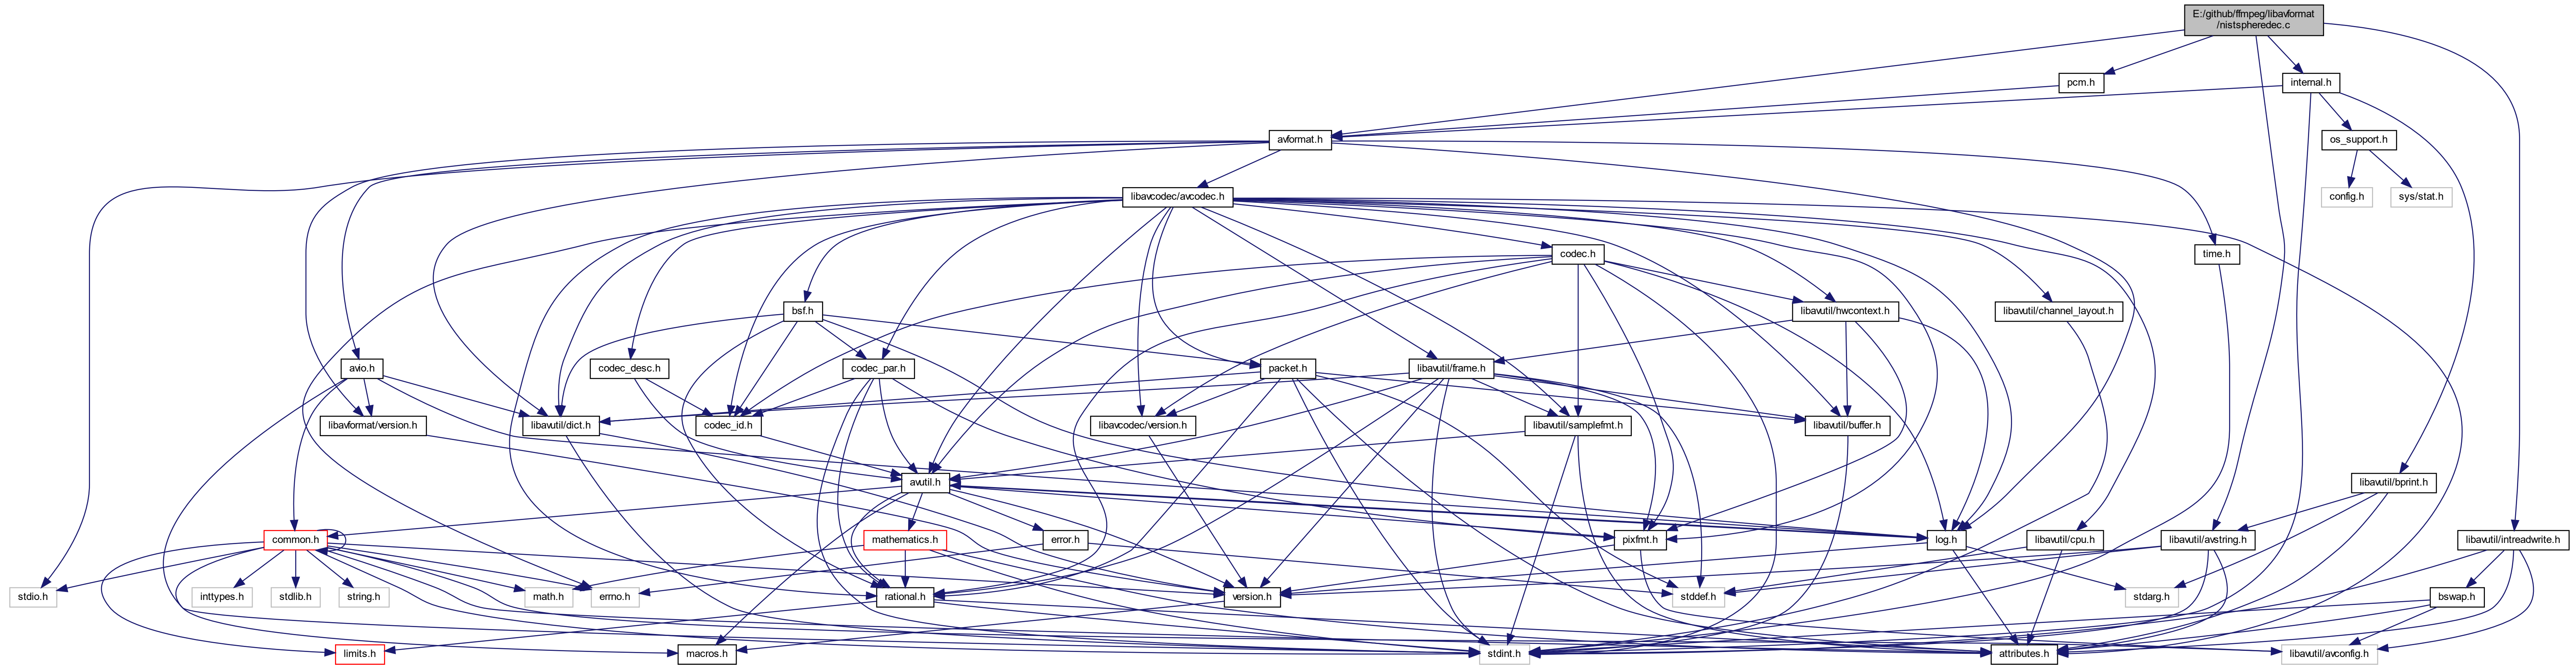 E:/github/ffmpeg/libavformat
/nistspheredec.c
pcm.h
internal.h
avformat.h
os_support.h
libavcodec/avcodec.h
config.h
sys/stat.h
codec.h
time.h
bsf.h
libavutil/hwcontext.h
libavutil/channel_layout.h
avio.h
codec_desc.h
codec_par.h
packet.h
libavutil/frame.h
libavformat/version.h
libavutil/dict.h
codec_id.h
libavcodec/version.h
libavutil/samplefmt.h
libavutil/buffer.h
avutil.h
libavutil/bprint.h
common.h
mathematics.h
error.h
pixfmt.h
log.h
libavutil/cpu.h
libavutil/avstring.h
libavutil/intreadwrite.h
stdio.h
inttypes.h
stdlib.h
string.h
math.h
errno.h
rational.h
version.h
stddef.h
stdarg.h
bswap.h
limits.h
macros.h
stdint.h
attributes.h
libavutil/avconfig.h